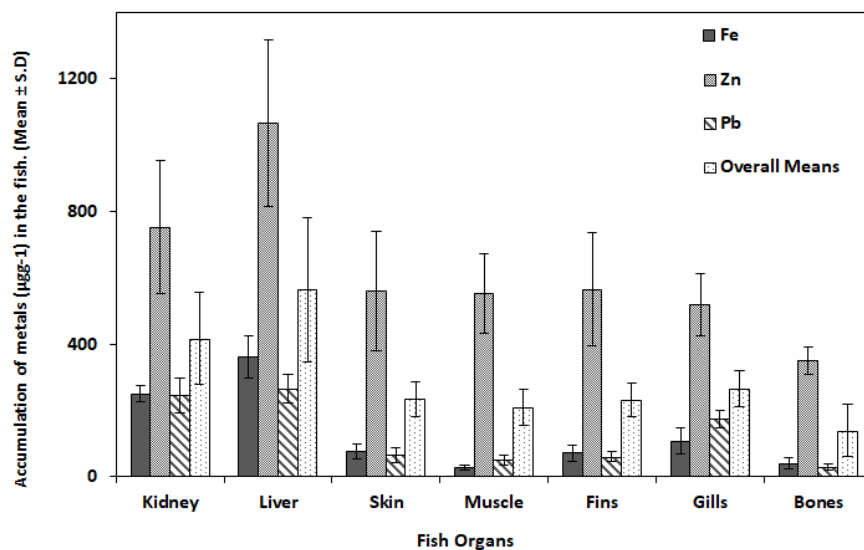 Accumulation of metals (µgg-1) in the fish. (Mean ± S.D)
1200
800
400
0
Fe
Zn
Pb
Overall Means
Kidney Liver Skin Muscle Fins Gills Bones
Fish Organs